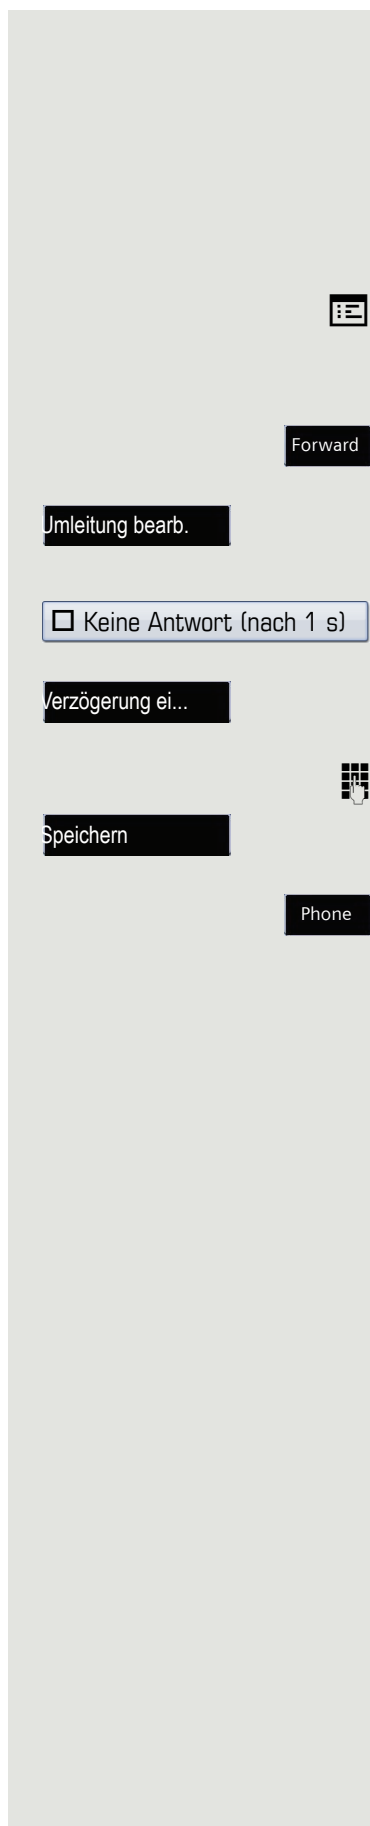 Forward
Umleitung bearb.
Keine Antwort (nach 1 s)
Verzögerung ei...
Speichern
Phone